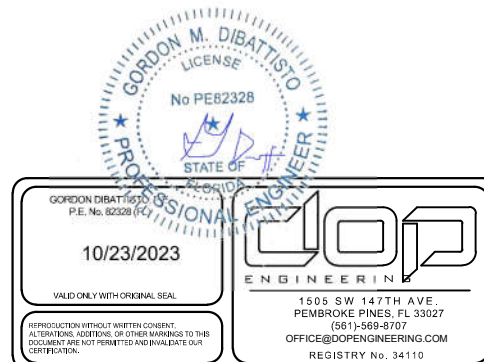 GORDON M. DIBATTISTO
LICENSE
No PE82328
STATE OF
FLORIDA
PROFESSIONAL ENGINEER
GORDON DIBATTISTO,
P.E. No. 82328 (FL)
10/23/2023
VALID ONLY WITH ORIGINAL SEAL
REPRODUCTION WITHOUT WRITTEN CONSENT,
ALTERATIONS, ADDITIONS, OR OTHER MARKINGS TO THIS
DOCUMENT ARE NOT PERMITTED AND INVALIDATE OUR
CERTIFICATION.
dop
ENGINEERING
1505 SW 147TH AVE.
PEMBROKE PINES, FL 33027
(561)-569-8707
OFFICE@DOPENGINEERING.COM
REGISTRY No. 34110